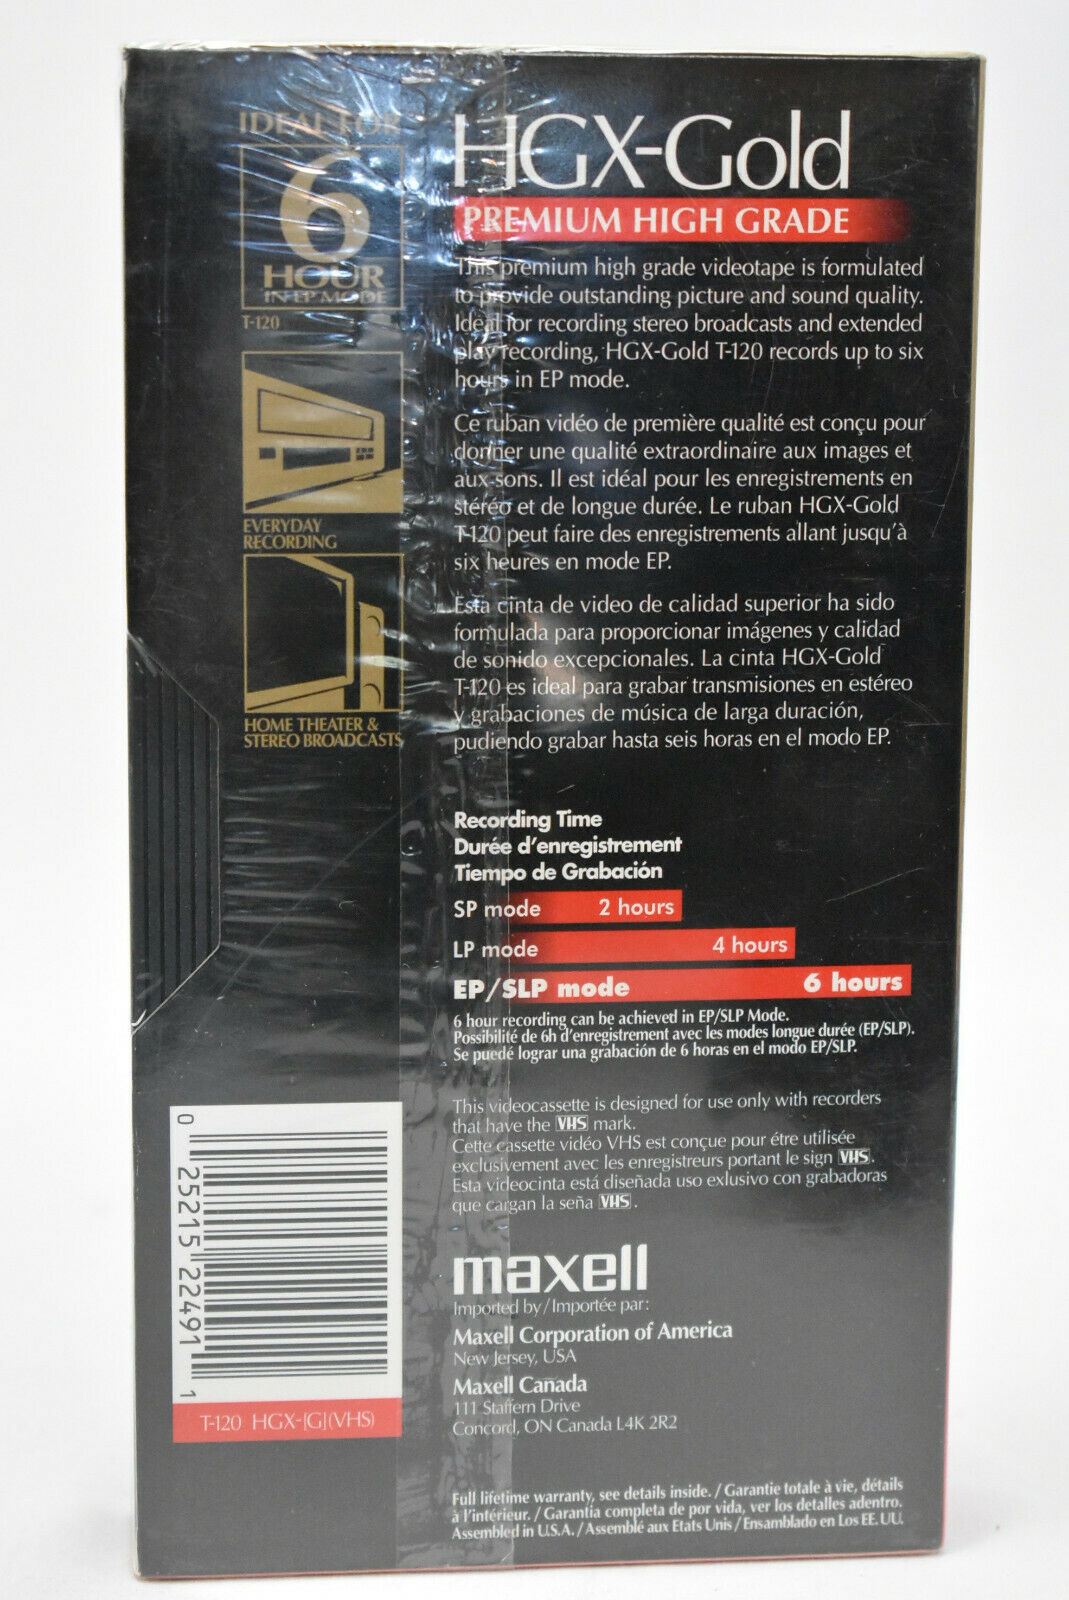 IDEAL FOR
6
HOUR
IN EP MODE
T-120
EVERYDAY
RECORDING
HOME THEATER &
STEREO BROADCASTS
HGX-Gold
PREMIUM HIGH GRADE
This premium high grade videotape is formulated
to provide outstanding picture and sound quality.
Ideal for recording stereo broadcasts and extended
play recording, HGX-Gold T-120 records up to six
hours in EP mode.
Ce ruban vidéo de première qualité est conçu pour
donner une qualité extraordinaire aux images et
aux sons. Il est idéal pour les enregistrements en
stéréo et de longue durée. Le ruban HGX-Gold
T-120 peut faire des enregistrements allant jusqu'à
six heures en mode EP.
Esta cinta de video de calidad superior ha sido
formulada para proporcionar imágenes y calidad
de sonido excepcionales. La cinta HGX-Gold
T-120 es ideal para grabar transmisiones en estéreo
y grabaciones de música de larga duración,
pudiendo grabar hasta seis horas en el modo EP.
Recording Time
Durée d'enregistrement
Tiempo de Grabación
SP mode 2 hours
LP mode 4 hours
EP/SLP mode 6 hours
6 hour recording can be achieved in EP/SLP Mode.
Possibilité de 6h d'enregistrement avec les modes longue durée (EP/SLP).
Se puede lograr una grabación de 6 horas en el modo EP/SLP.
This videocassette is designed for use only with recorders
that have the VHS mark.
Cette cassette vidéo VHS est conçue pour étre utilisée
exclusivement avec les enregistreurs portant le sign VHS.
Esta videocinta está diseñada uso exlusivo con grabadoras
que cargan la seña VHS.
maxell
Imported by/Importée par:
Maxell Corporation of America
New Jersey, USA
Maxell Canada
111 Staffern Drive
Concord, ON Canada L4K 2R2
Full lifetime warranty, see details inside. / Garantie totale à vie, détails
à l'intérieur. / Garantia completa de por vida, ver los detalles adentro.
Assembled in U.S.A. / Assemblé aux Etats Unis / Ensamblado en Los EE.UU.
0 25215 22491 1
T-120 HGX-[G](VHS)